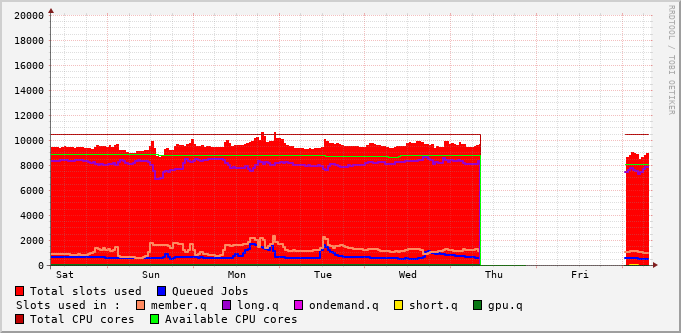 20000
18000
16000
14000
12000
10000
8000
6000
4000
2000
0
Sat Sun Mon Tue Wed Thu Fri
RRDTOOL / TOBI OETIKER
Total slots used Queued Jobs
Slots used in : member.q long.q ondemand.q short.q gpu.q
Total CPU cores Available CPU cores